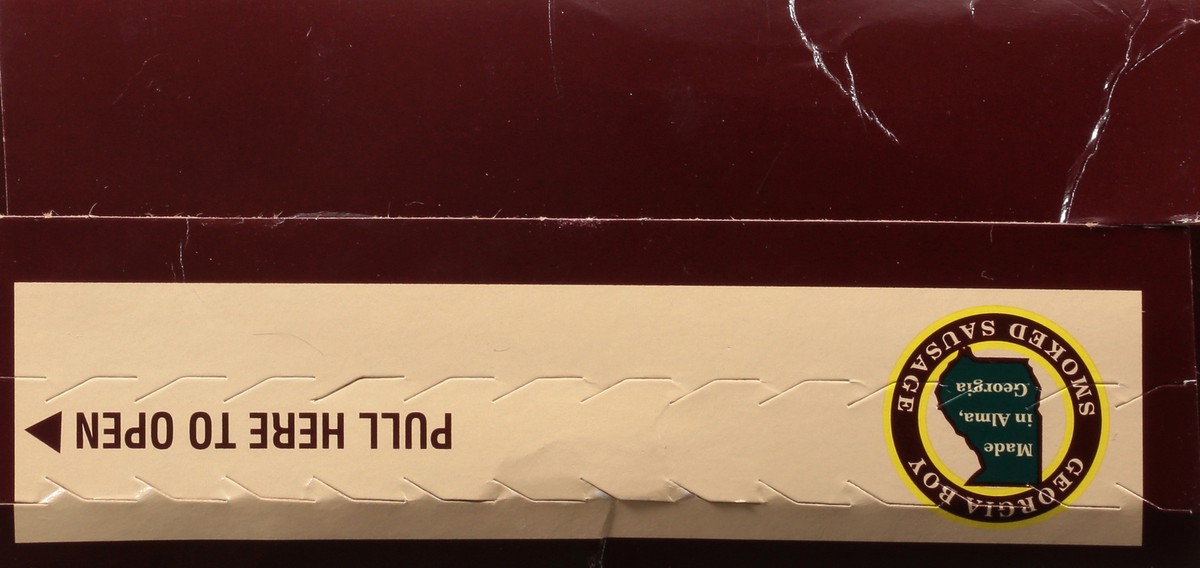 GEORGIA BOY
SMOKED SAUSAGE
Made
in Alma,
Georgia
PULL HERE TO OPEN